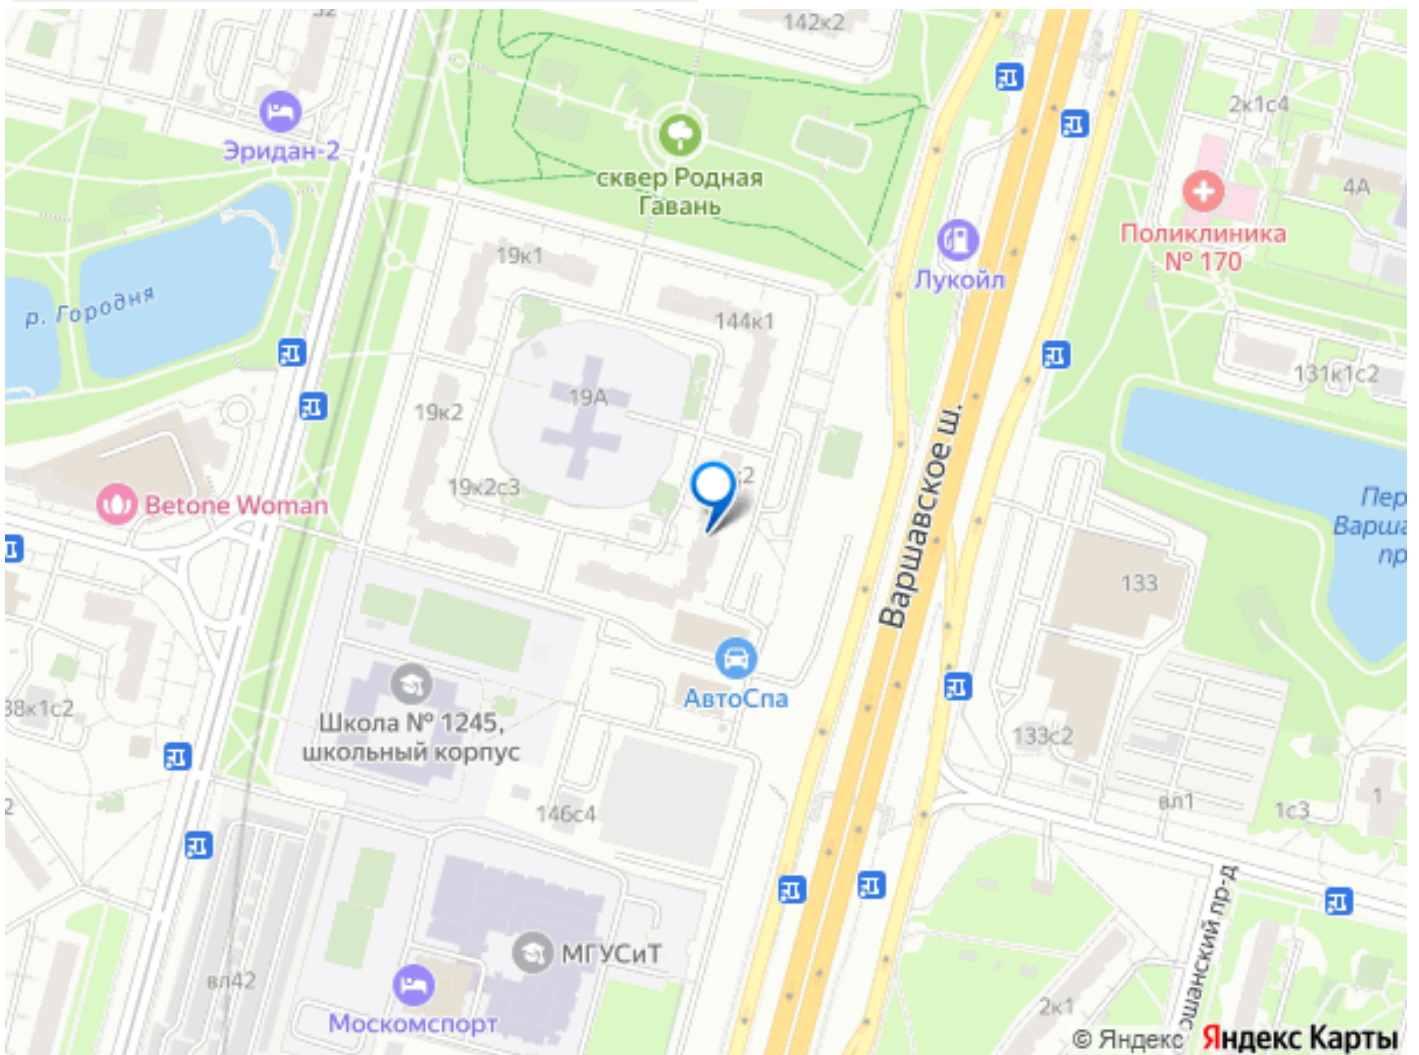 142к2
2к1с4
Эридан-2
сквер Родная
Гавань
4А
Поликлиника
№ 170
19к1
Лукойл
р. Городня
144к1
131к1с2
19А
19к2
Варшавское ш.
19к2с3
Betone Woman
133
АвтоСпа
Школа № 1245,
школьный корпус
38к1с2
133с2
146с4
вл1
1с3
1
МГУСиТ
вл42
Москомспорт
2к1
© Яндекс
Яндекс Карты